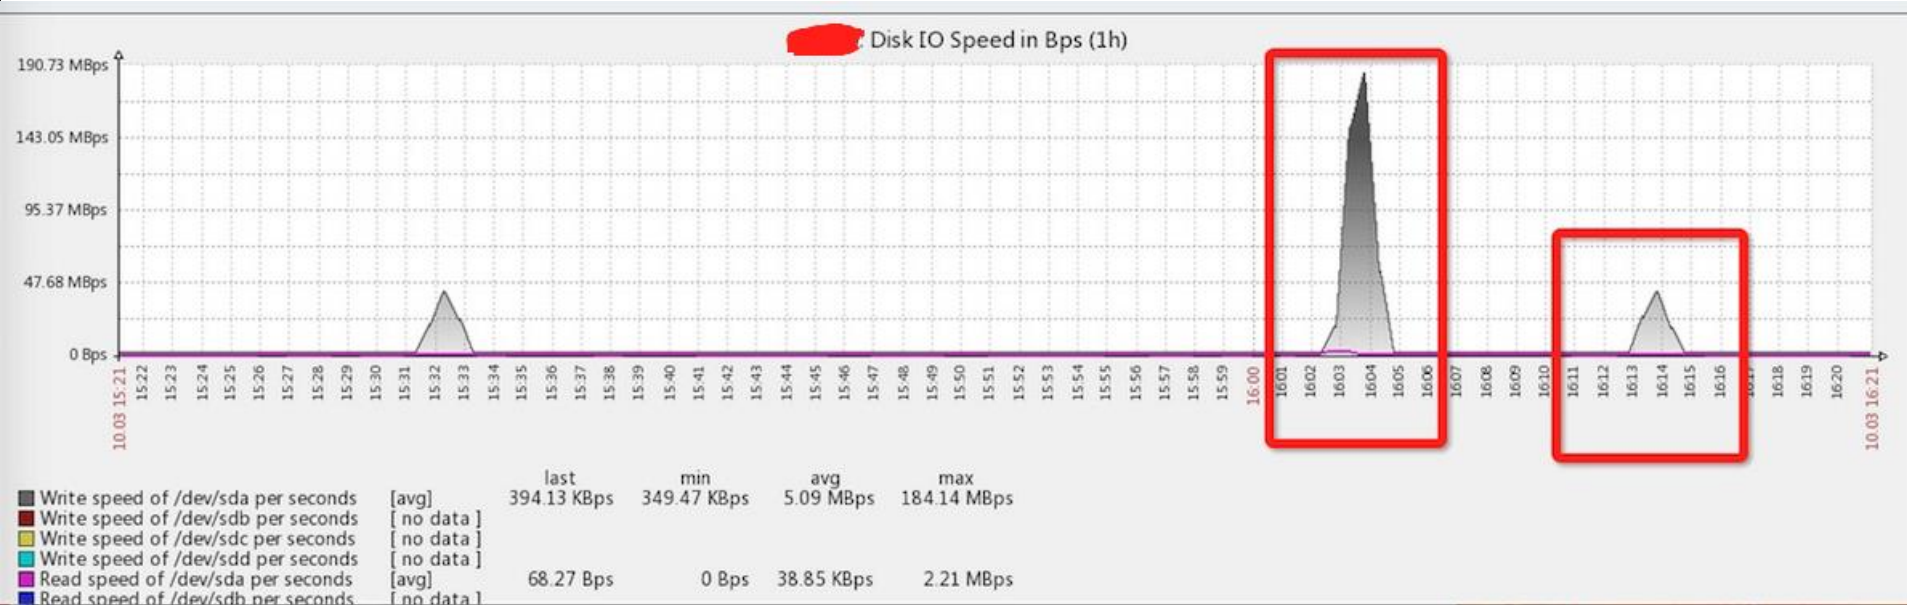 : Disk IO Speed in Bps (1h)
190.73 MBps
143.05 MBps
95.37 MBps
47.68 MBps
0 Bps
10.03 15:21 15:22 15:23 15:24 15:25 15:26 15:27 15:28 15:29 15:30 15:31 15:32 15:33 15:34 15:35 15:36 15:37 15:38 15:39 15:40 15:41 15:42 15:43 15:44 15:45 15:46 15:47 15:48 15:49 15:50 15:51 15:52 15:53 15:54 15:55 15:56 15:57 15:58 15:59 16:00 16:01 16:02 16:03 16:04 16:05 16:06 16:07 16:08 16:09 16:10 16:11 16:12 16:13 16:14 16:15 16:16 16:17 16:18 16:19 16:20 10.03 16:21
last min avg max
Write speed of /dev/sda per seconds [avg] 394.13 KBps 349.47 KBps 5.09 MBps 184.14 MBps
Write speed of /dev/sdb per seconds [ no data ]
Write speed of /dev/sdc per seconds [ no data ]
Write speed of /dev/sdd per seconds [ no data ]
Read speed of /dev/sda per seconds [avg] 68.27 Bps 0 Bps 38.85 KBps 2.21 MBps
Read speed of /dev/sdb per seconds [ no data ]